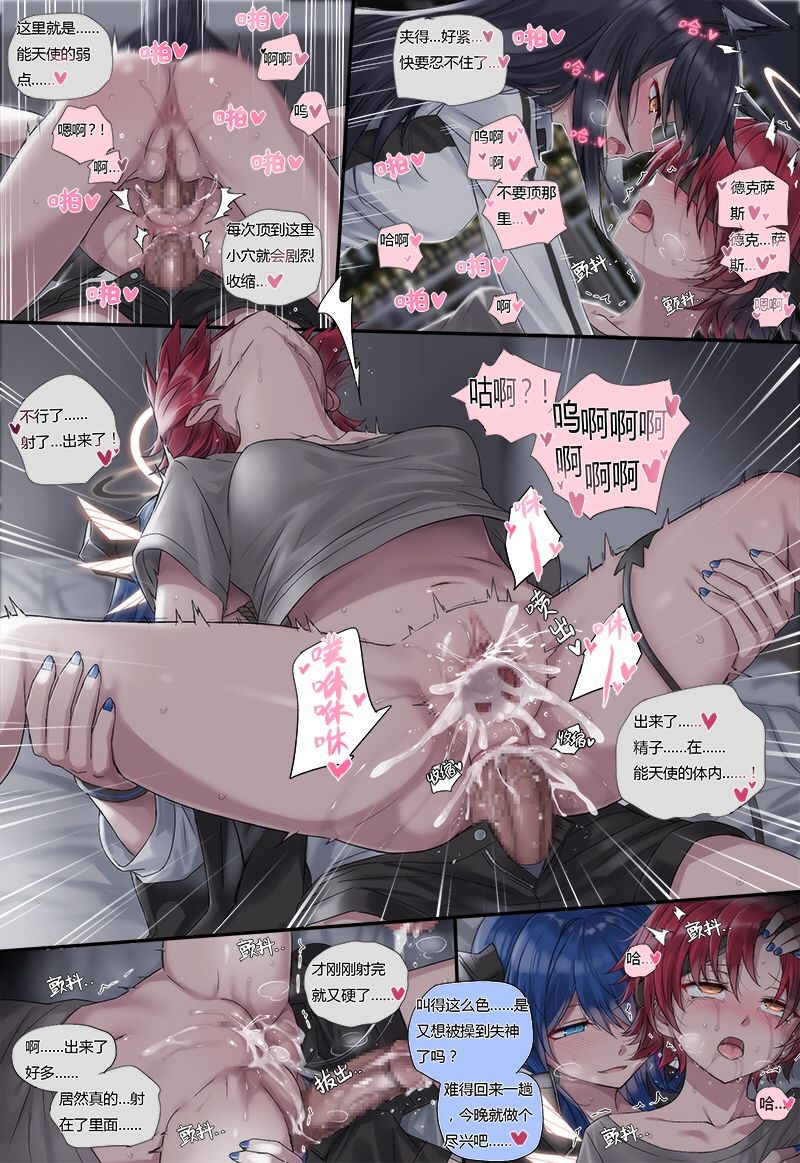 这里就是……
能天使的弱
点……♥
啪♥
啪♥
啪♥
啪♥
啪♥
啪♥
啊啊♥
呜♥
嗯啊？！
啊…♥
每次顶到这里
小穴就会剧烈
收缩…♥
夹得…好紧…♥
快要忍不住了…♥
啪♥
哈…♥
哈…♥
哈…♥
呜啊♥
啊♥
不要顶那
里…♥
啪♥
啪♥
啪♥
哈啊♥
啊♥
德克萨
斯♥
德克…萨
斯…♥
嗯啊♥
颤抖…
颤抖…
不行了……
射了…出来了！
咕啊？！
呜啊啊啊
啊啊啊
咻
喷出
噗
咻
咻
咻
咻
收缩♥
收缩♥
出来了……♥
精子……在……
能天使的体内……！
颤抖…
颤抖…
才刚刚射完
就又硬了……♥
啊……出来了
好多……
居然真的…射
在了里面……
拔出…
颤抖…
颤抖…
哈…♥
叫得这么色……是
又想被操到失神
了吗？
难得回来一趟
，今晚就做个
尽兴吧……♥
哈…♥
颤抖…